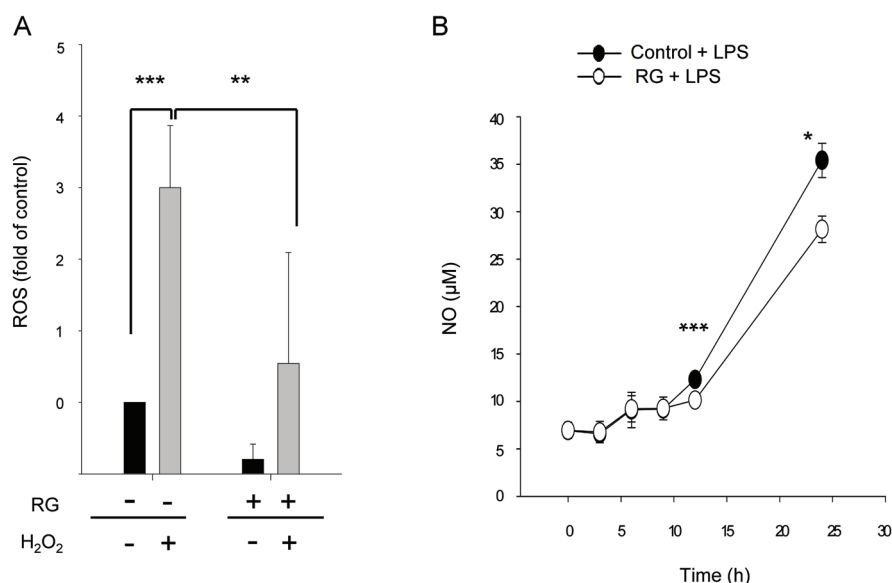 A
5
4
3
2
1
0
ROS (fold of control)
***
**
RG - - + +
H₂O₂ - + - +
B
Control + LPS
RG + LPS
40
35
30
25
20
15
10
5
0
NO (µM)
***
*
0 5 10 15 20 25 30
Time (h)